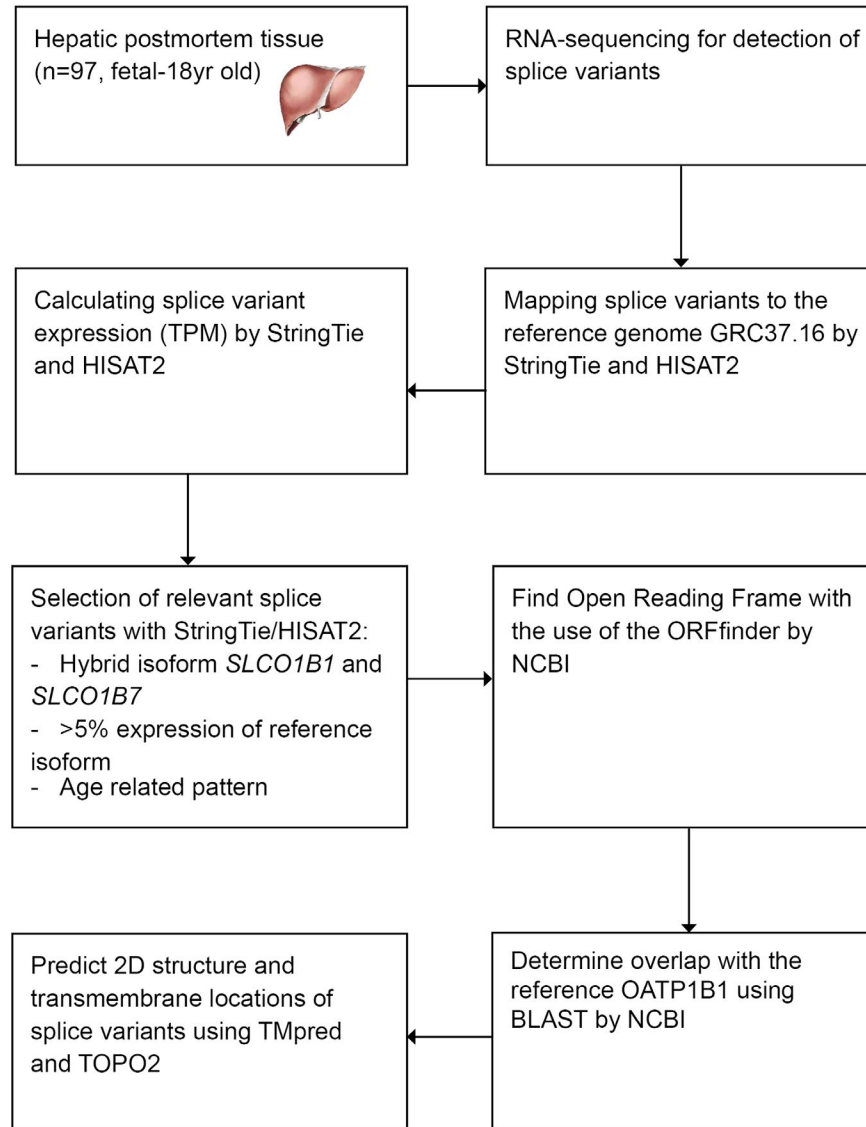 Hepatic postmortem tissue
(n=97, fetal-18yr old)
RNA-sequencing for detection of
splice variants
Mapping splice variants to the
reference genome GRC37.16 by
StringTie and HISAT2
Calculating splice variant
expression (TPM) by StringTie
and HISAT2
Selection of relevant splice
variants with StringTie/HISAT2:
- Hybrid isoform SLCO1B1 and
SLCO1B7
- >5% expression of reference
isoform
- Age related pattern
Find Open Reading Frame with
the use of the ORFfinder by
NCBI
Determine overlap with the
reference OATP1B1 using
BLAST by NCBI
Predict 2D structure and
transmembrane locations of
splice variants using TMpred
and TOPO2